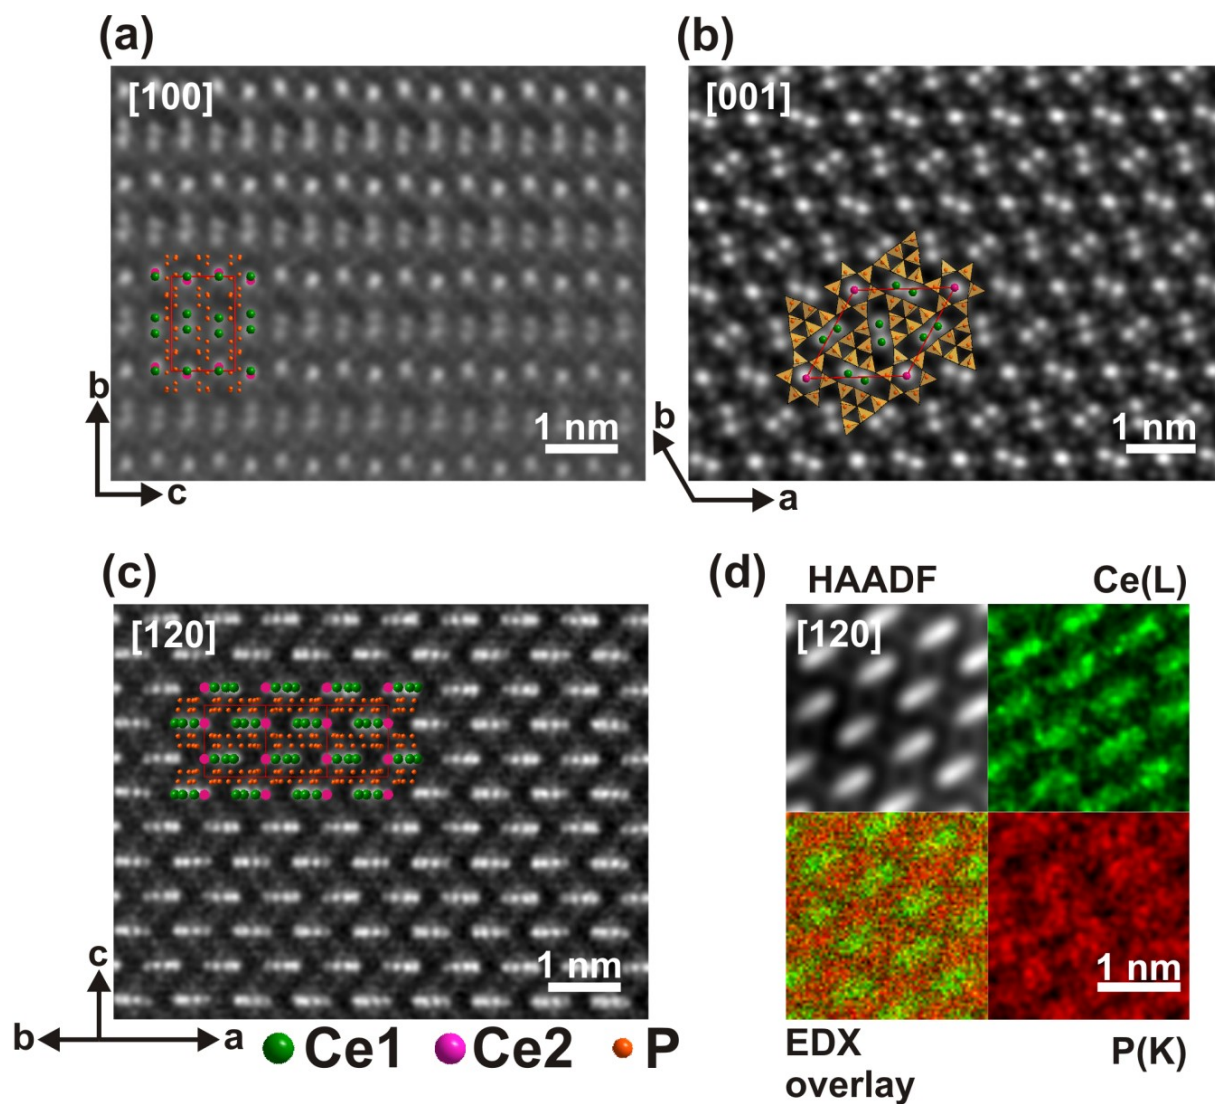 (a)
[100]
1 nm
b
c
(b)
[001]
1 nm
b
a
(c)
[120]
1 nm
c
b
a
Ce1
Ce2
P
(d)
HAADF
Ce(L)
[120]
1 nm
EDX
overlay
P(K)